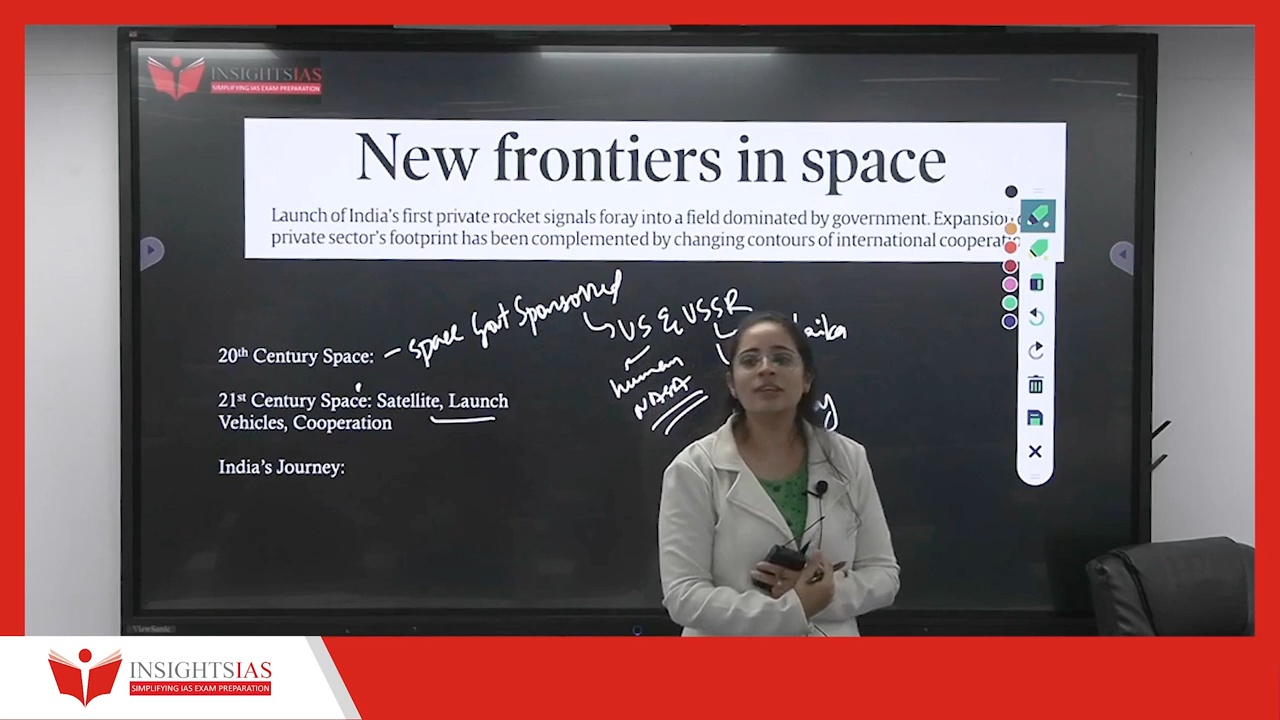 INSIGHTSIAS
SIMPLIFYING IAS EXAM PREPARATION
New frontiers in space
Launch of India's first private rocket signals foray into a field dominated by government. Expansion
private sector's footprint has been complemented by changing contours of international
20th Century Space: - Space Govt Sponsored
US & USSR
Laika
human
NASA
21st Century Space: Satellite, Launch
Vehicles, Cooperation
India's Journey:
ViewSonic
INSIGHTSIAS
SIMPLIFYING IAS EXAM PREPARATION